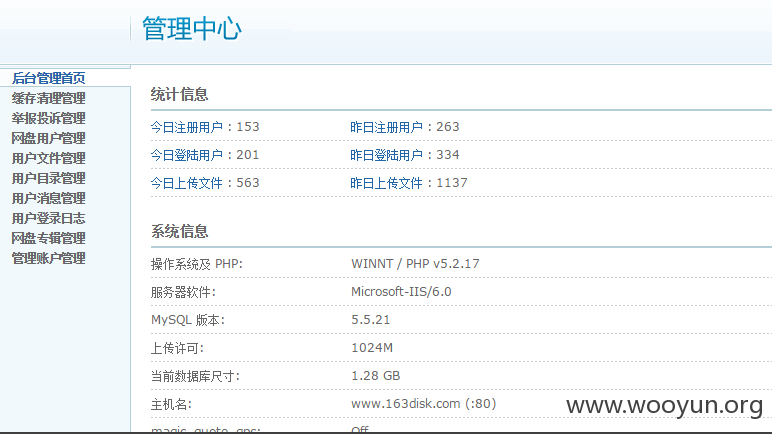 管理中心
后台管理首页
缓存清理管理
举报投诉管理
网盘用户管理
用户文件管理
用户目录管理
用户消息管理
用户登录日志
网盘专辑管理
管理账户管理
统计信息
今日注册用户：153 昨日注册用户：263
今日登陆用户：201 昨日登陆用户：334
今日上传文件：563 昨日上传文件：1137
系统信息
操作系统及 PHP: WINNT / PHP v5.2.17
服务器软件: Microsoft-IIS/6.0
MySQL 版本: 5.5.21
上传许可: 1024M
当前数据库尺寸: 1.28 GB
主机名: www.163disk.com (:80)
magic_quote_gpc: Off
www.wooyun.org